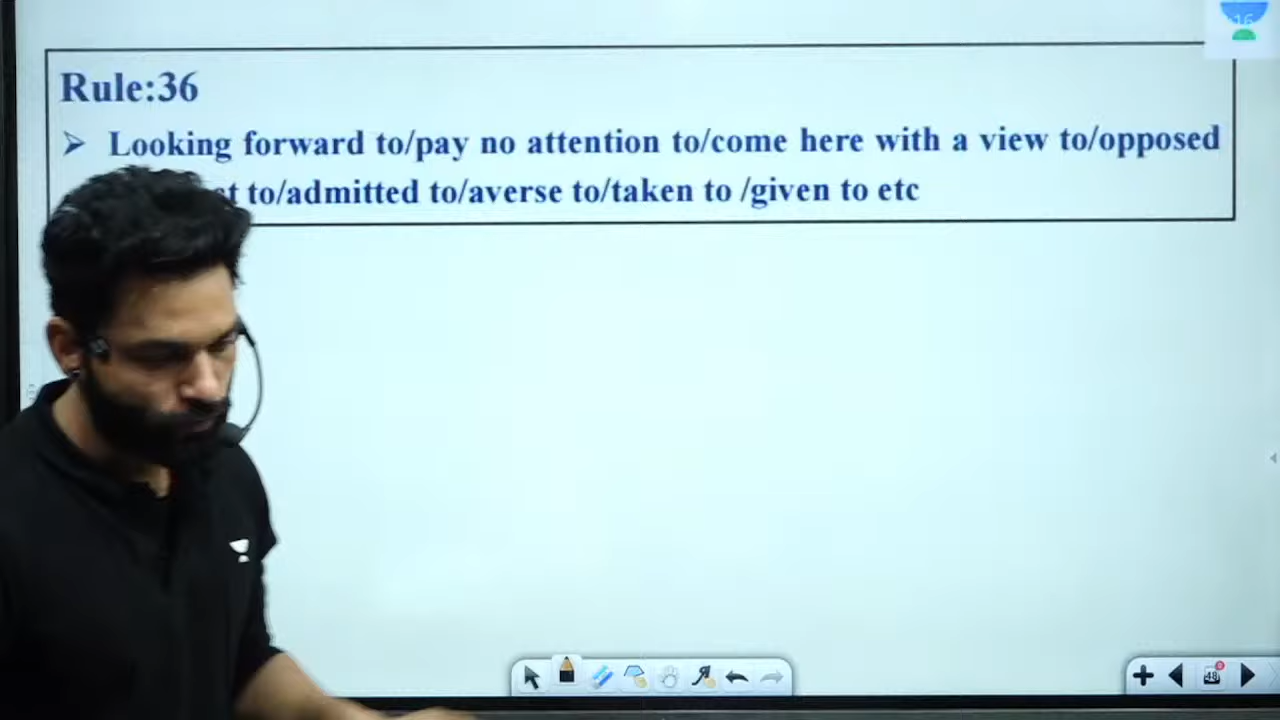 Rule:36
Looking forward to/pay no attention to/come here with a view to/opposed
to/admitted to/averse to/taken to /given to etc
48